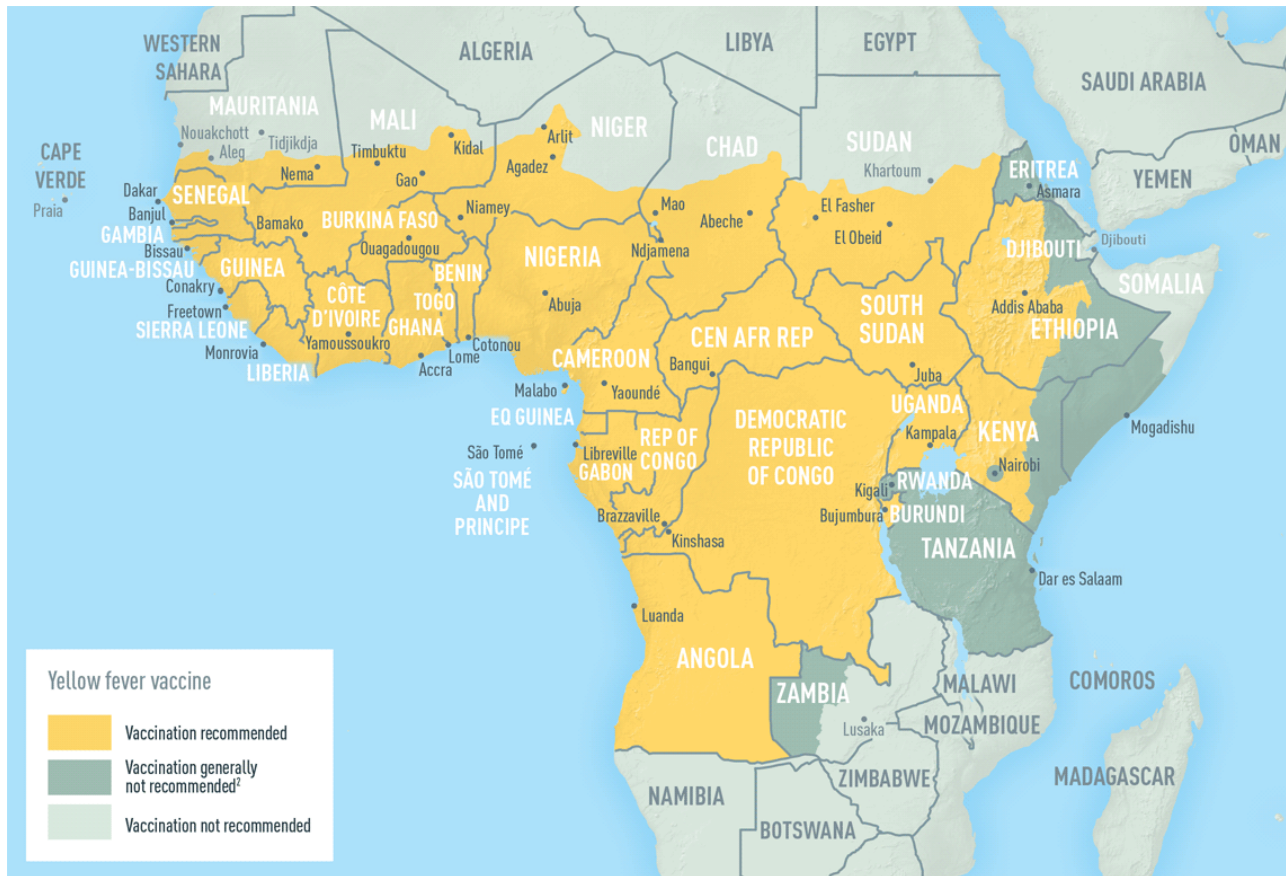 WESTERN
SAHARA
ALGERIA
LIBYA
EGYPT
SAUDI ARABIA
OMAN
YEMEN
MAURITANIA
Nouakchott
Tidjikdja
Aleg
Nema
MALI
Timbuktu
Kidal
Gao
Arlit
Agadez
NIGER
CHAD
SUDAN
Khartoum
ERITREA
Asmara
CAPE
VERDE
Praia
Dakar
SENEGAL
Banjul
GAMBIA
Bissau
GUINEA-BISSAU
Bamako
BURKINA FASO
Ouagadougou
Niamey
Mao
Abeche
Ndjamena
El Fasher
El Obeid
DJIBOUTI
Djibouti
SOMALIA
GUINEA
Conakry
Freetown
SIERRA LEONE
Monrovia
LIBERIA
CÔTE
D'IVOIRE
Yamoussoukro
BENIN
TOGO
GHANA
Cotonou
Lomé
Accra
NIGERIA
Abuja
CAMEROON
Yaoundé
Malabo
EQ GUINEA
CEN AFR REP
Bangui
SOUTH
SUDAN
Juba
Addis Ababa
ETHIOPIA
Mogadishu
São Tomé
SÃO TOMÉ
AND
PRINCIPE
Libreville
GABON
REP OF
CONGO
Brazzaville
Kinshasa
DEMOCRATIC
REPUBLIC
OF CONGO
UGANDA
Kampala
KENYA
Nairobi
Kigali
RWANDA
Bujumbura
BURUNDI
TANZANIA
Dar es Salaam
Luanda
ANGOLA
ZAMBIA
Lusaka
MALAWI
MOZAMBIQUE
COMOROS
MADAGASCAR
ZIMBABWE
NAMIBIA
BOTSWANA
Yellow fever vaccine
Vaccination recommended
Vaccination generally
not recommended²
Vaccination not recommended